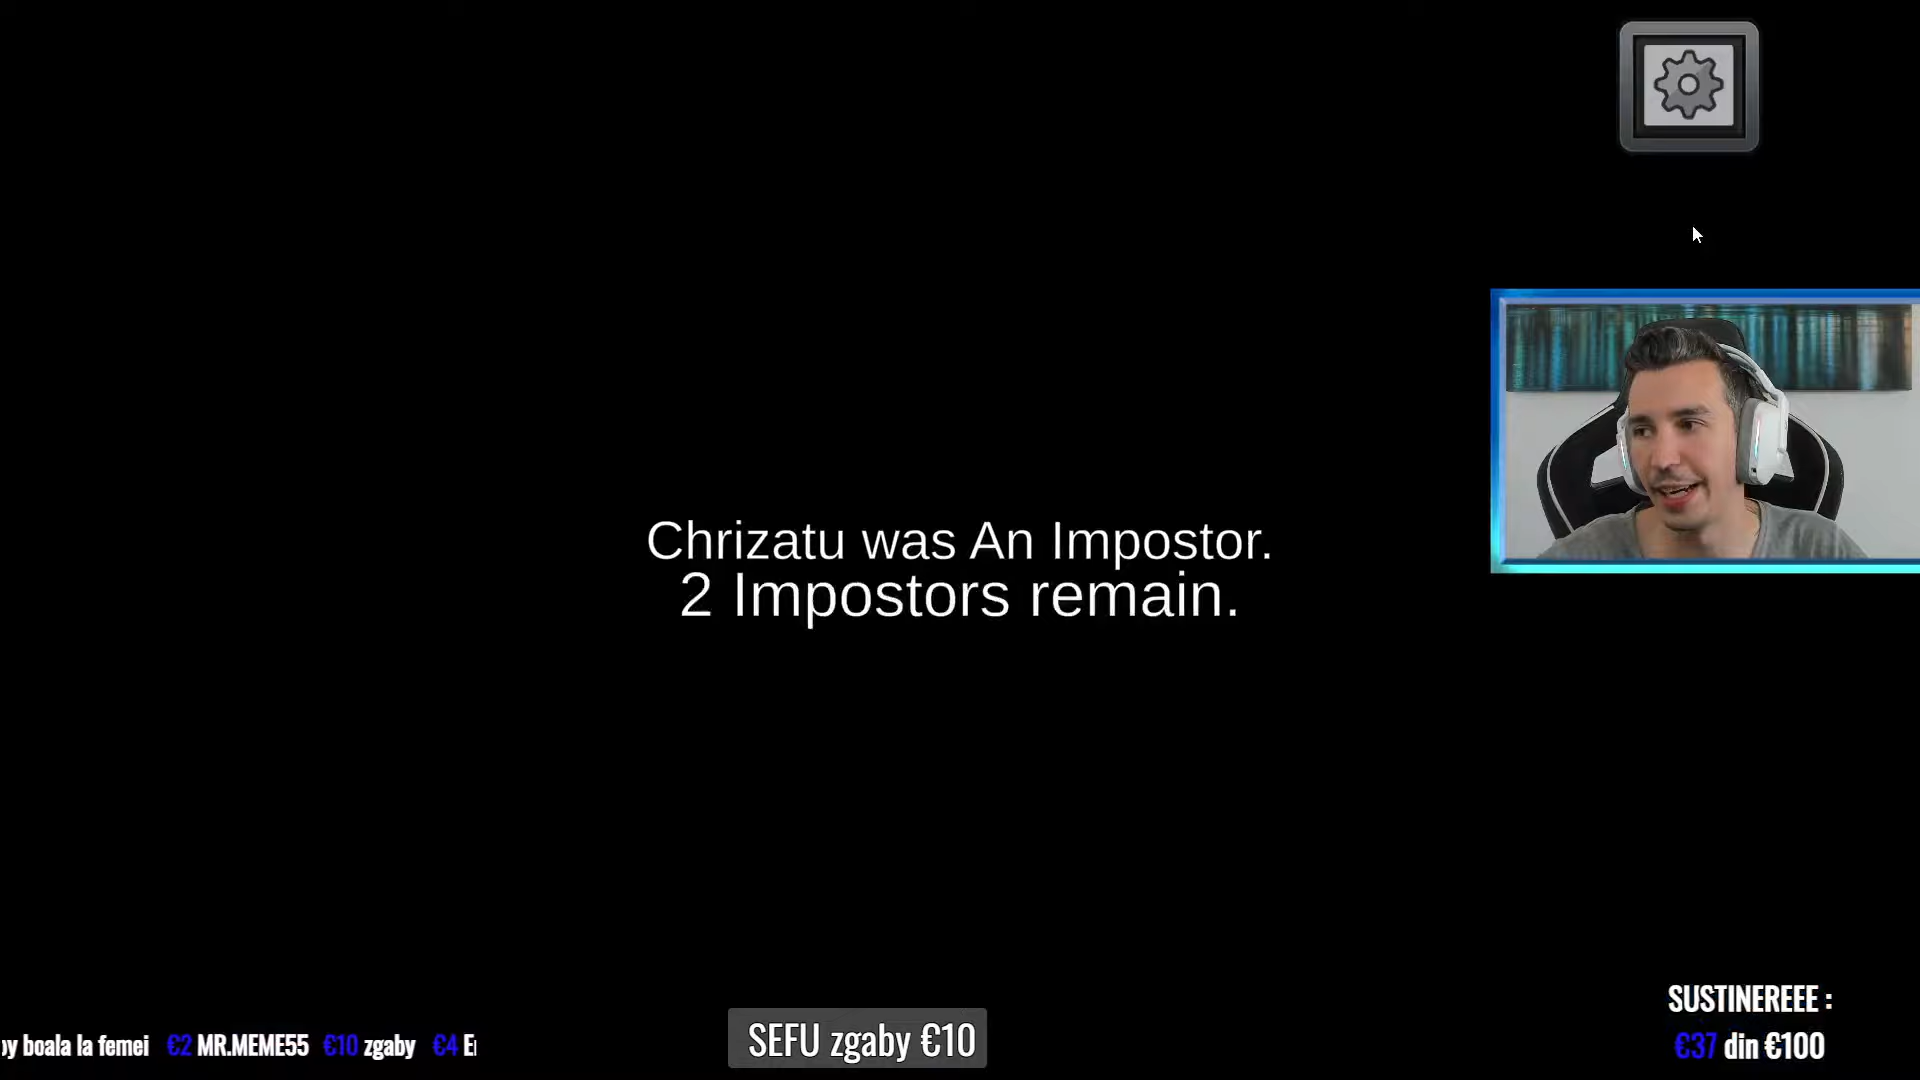 Chrizatu was An Impostor.
2 Impostors remain.
SUSTINEREEE :
€37 din €100
boala la femei €2 MR.MEME55 €10 zgaby €4
SEFU zgaby €10